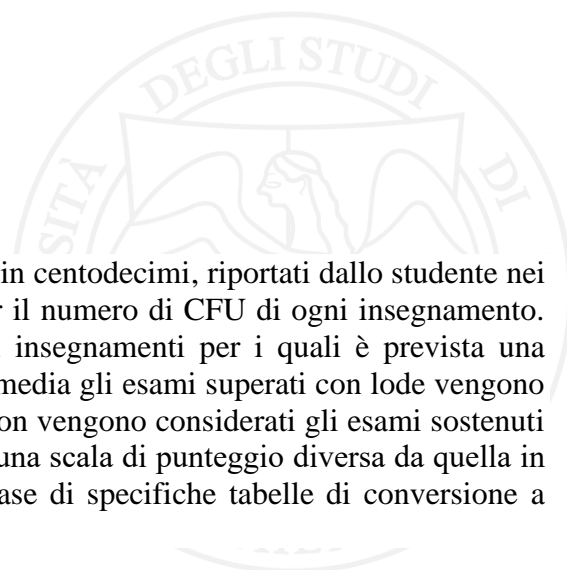 DEGLI STUDI DI
SITÀ
in centodecimi, riportati dallo studente nei
r il numero di CFU di ogni insegnamento.
insegnamenti per i quali è prevista una
media gli esami superati con lode vengono
on vengono considerati gli esami sostenuti
una scala di punteggio diversa da quella in
ase di specifiche tabelle di conversione a